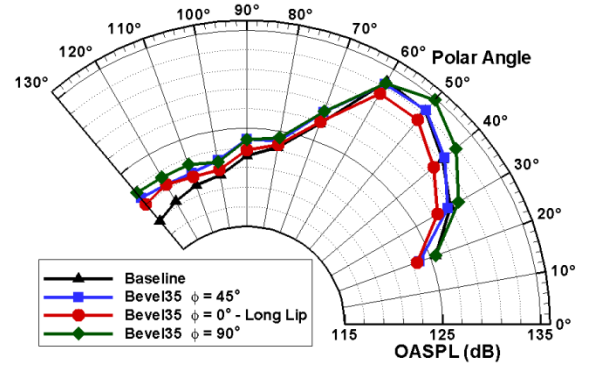 130°
120°
110°
100°
90°
80°
70°
60°
50°
40°
30°
20°
10°
0°
Polar Angle
Baseline
Bevel35 ϕ = 45°
Bevel35 ϕ = 0° - Long Lip
Bevel35 ϕ = 90°
115
125
135
OASPL (dB)